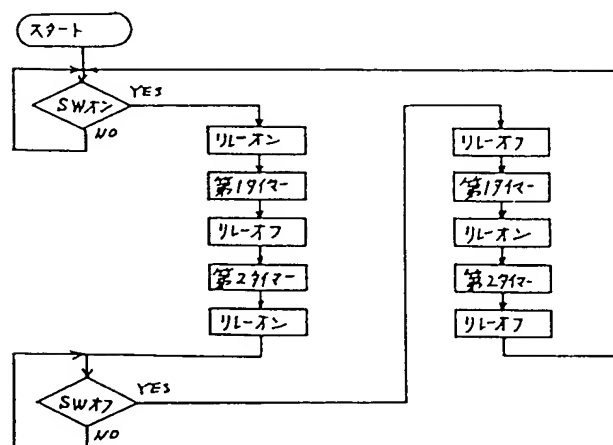 スタート
SWオン
YES
NO
リレーオン
第1タイマー
リレーオフ
第2タイマー
リレーオン
SWオフ
YES
NO
リレーオフ
第1タイマー
リレーオン
第2タイマー
リレーオフ